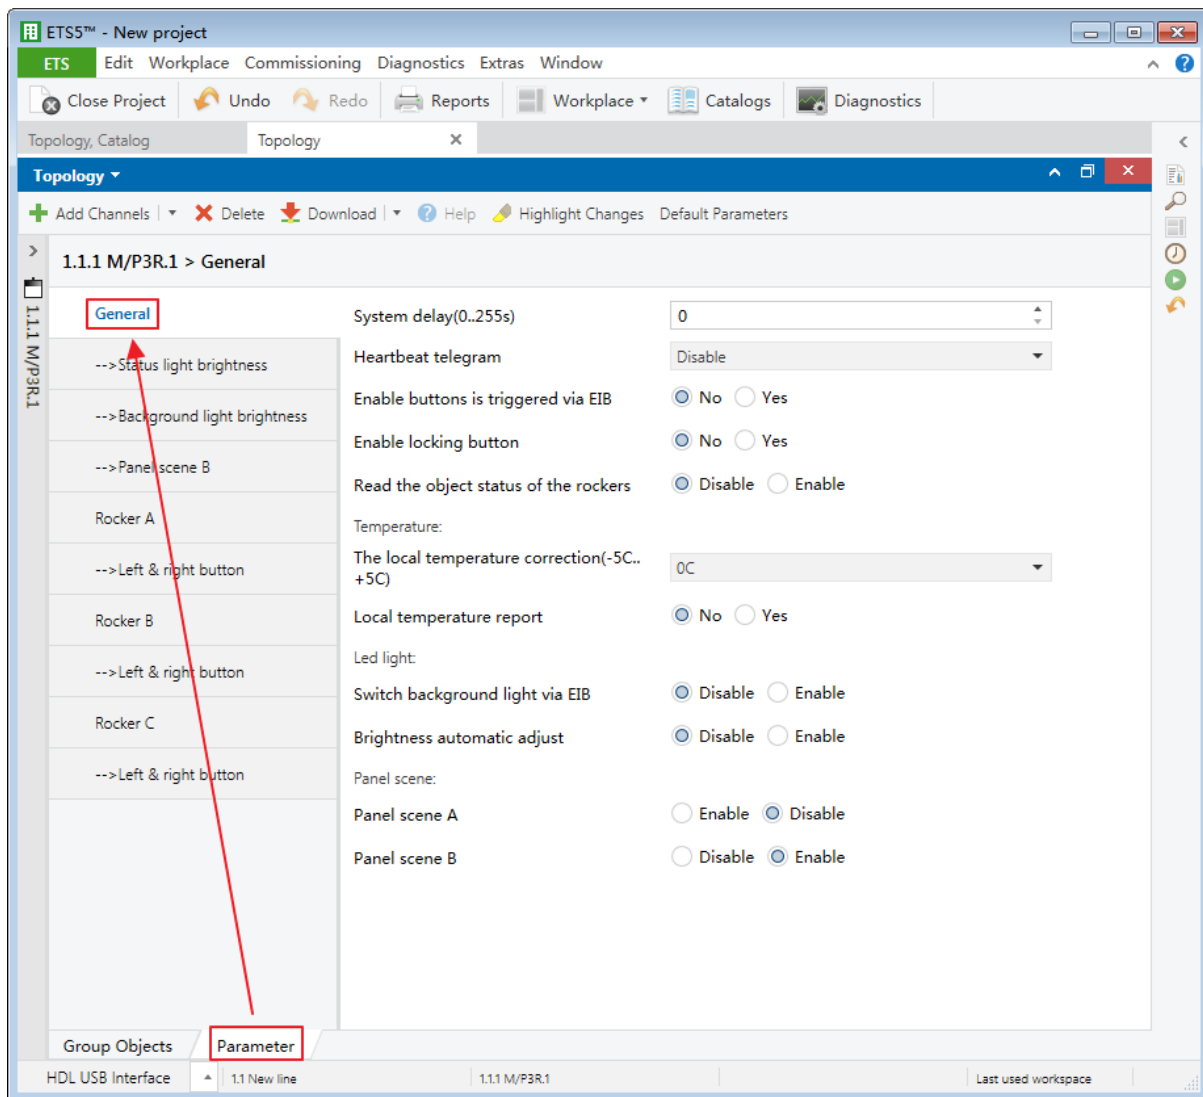 ETS5™ - New project
ETS Edit Workplace Commissioning Diagnostics Extras Window
Close Project Undo Redo Reports Workplace Catalogs Diagnostics
Topology, Catalog Topology
Topology
Add Channels Delete Download Help Highlight Changes Default Parameters
1.1.1 M/P3R.1 > General
1.1.1 M/P3R.1
General
-->Status light brightness
-->Background light brightness
-->Panel scene B
Rocker A
-->Left & right button
Rocker B
-->Left & right button
Rocker C
-->Left & right button
System delay(0..255s) 0
Heartbeat telegram Disable
Enable buttons is triggered via EIB No Yes
Enable locking button No Yes
Read the object status of the rockers Disable Enable
Temperature:
The local temperature correction(-5C..
+5C) 0C
Local temperature report No Yes
Led light:
Switch background light via EIB Disable Enable
Brightness automatic adjust Disable Enable
Panel scene:
Panel scene A Enable Disable
Panel scene B Disable Enable
Group Objects Parameter
HDL USB Interface 1.1 New line 1.1.1 M/P3R.1 Last used workspace